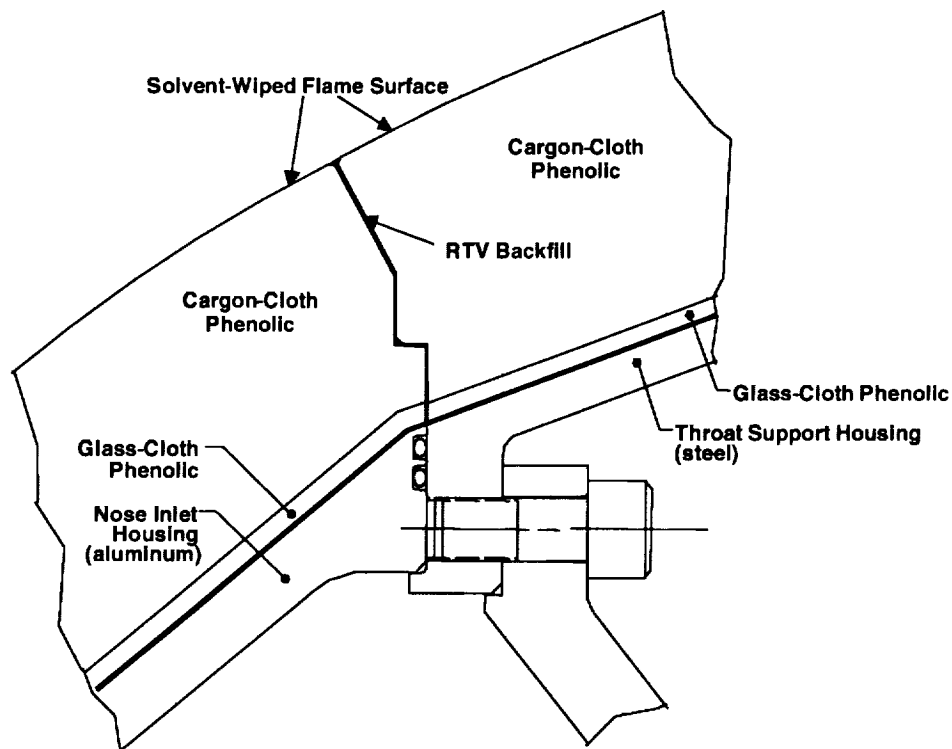 Solvent-Wiped Flame Surface
Cargon-Cloth
Phenolic
RTV Backfill
Cargon-Cloth
Phenolic
Glass-Cloth Phenolic
Throat Support Housing
(steel)
Glass-Cloth
Phenolic
Nose Inlet
Housing
(aluminum)